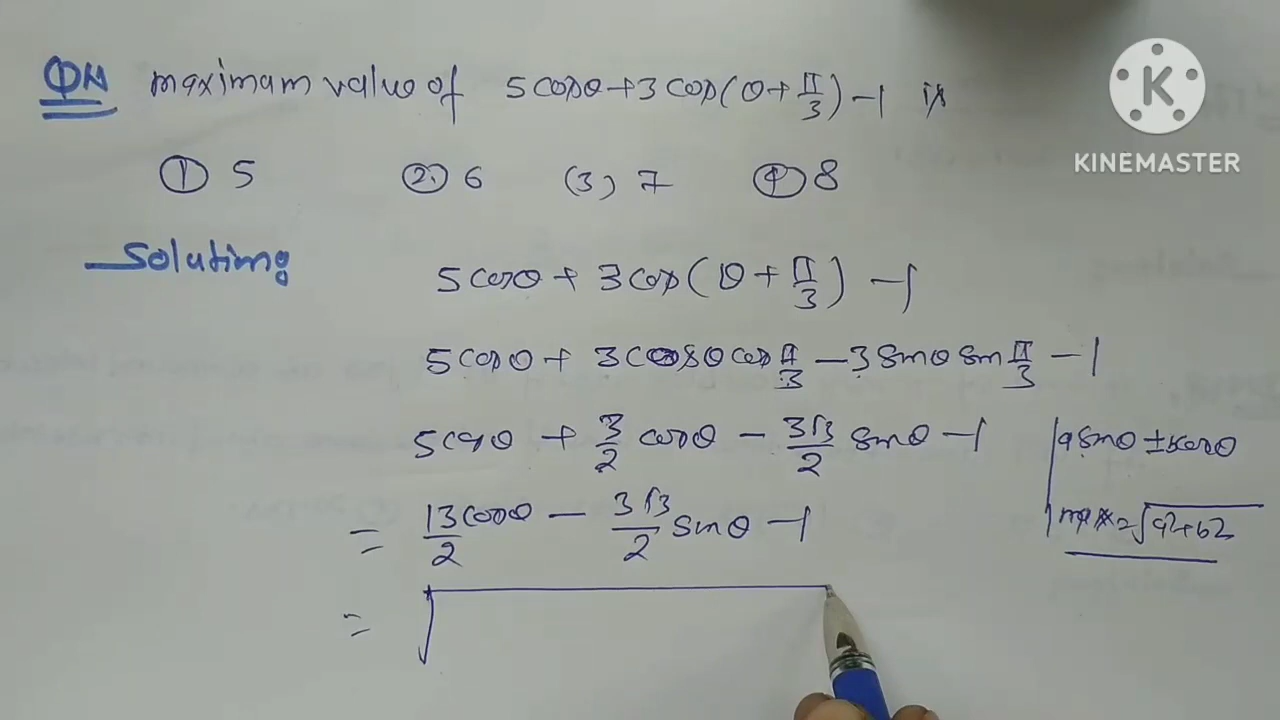 QN maximam value of 5cosθ+3cos(θ+π/3)-1 is
① 5 ② 6 (3) 7 ④ 8
K
KINEMASTER
Soluting
5cosθ + 3cos(θ+π/3) -1
5cosθ + 3cosθcosπ/3 - 3sinθsinπ/3 -1
5cosθ + 3/2 cosθ - 3√3/2 sinθ -1
asinθ ± bcosθ
= 13cosθ/2 - 3√3/2 sinθ -1
max = √a2+b2
= √